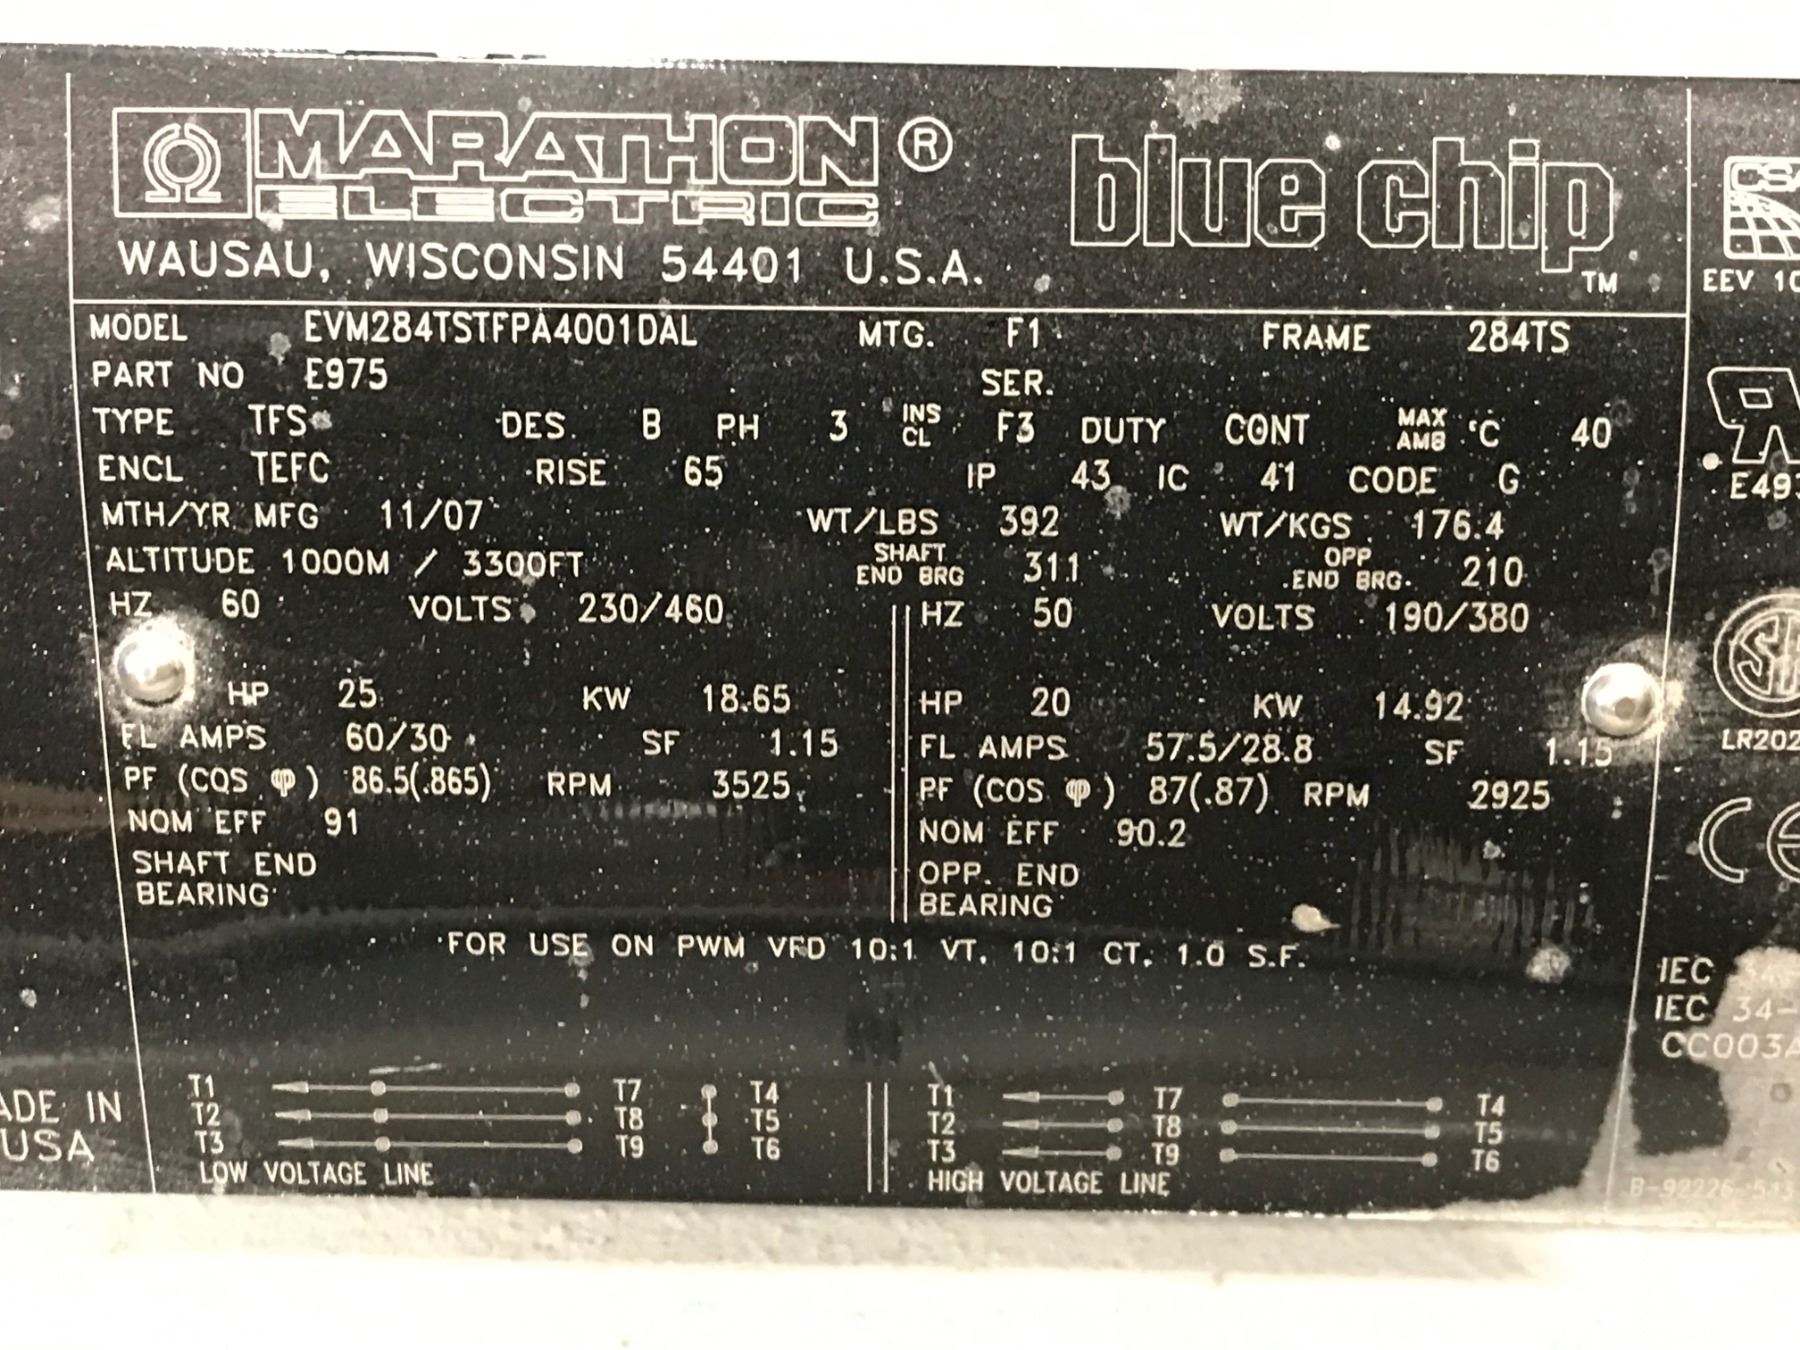 MARATHON ®
ELECTRIC
blue chip
TM
WAUSAU, WISCONSIN 54401 U.S.A.
EEV
MODEL EVM284TSTFPA4001DAL MTG. F1 FRAME 284TS
PART NO E975 SER.
TYPE TFS DES. B PH 3 INS CL F3 DUTY CONT MAX AMB °C 40
ENCL TEFC RISE 65 IP 43 IC 41 CODE G
MTH/YR MFG 11/07 WT/LBS 392 WT/KGS 176.4
ALTITUDE 1000M / 3300FT SHAFT END BRG 311 OPP END BRG 210
HZ 60 VOLTS 230/460 HZ 50 VOLTS 190/380
HP 25 KW 18.65 HP 20 KW 14.92
FL AMPS 60/30 SF 1.15 FL AMPS 57.5/28.8 SF 1.15
PF (COS φ) 86.5(.865) RPM 3525 PF (COS φ) 87(.87) RPM 2925
NOM EFF 91 NOM EFF 90.2
SHAFT END OPP. END
BEARING BEARING
FOR USE ON PWM VFD 10:1 VT, 10:1 CT, 1.0 S.F.
CE
IEC
IEC 34-
T1 T7 T4 T1 T7 T4
T2 T8 T5 T2 T8 T5
T3 T9 T6 T3 T9 T6
LOW VOLTAGE LINE HIGH VOLTAGE LINE
IN
USA